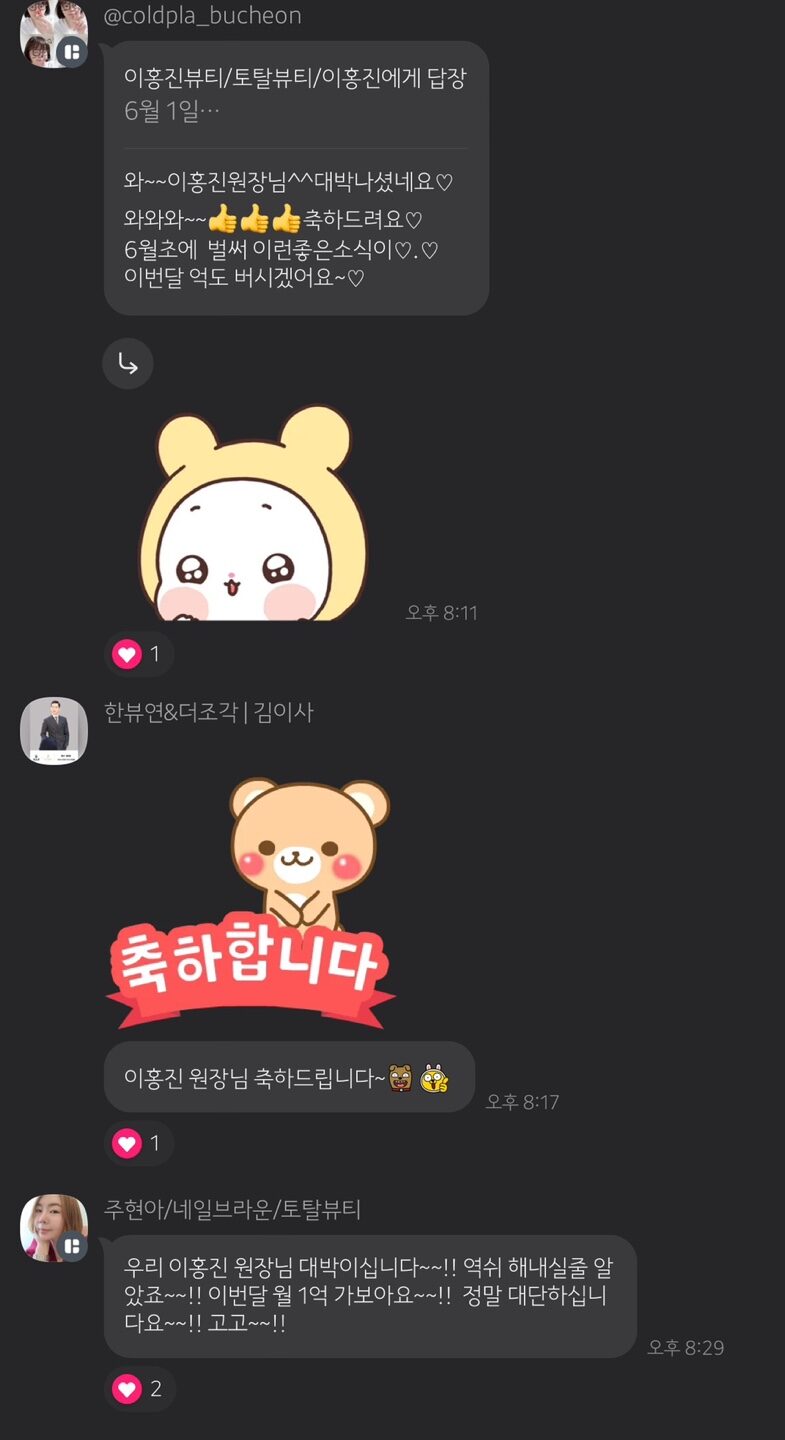 @coldpla_bucheon
이홍진뷰티/토탈뷰티/이홍진에게 답장
6월 1일…
와~~이홍진원장님^^대박나셨네요♡
와와와~~👍👍👍축하드려요♡
6월초에 벌써 이런좋은소식이♡.♡
이번달 억도 버시겠어요~♡
오후 8:11
1
한뷰연&더조각 | 김이사
축하합니다
이홍진 원장님 축하드립니다~
오후 8:17
1
주현아/네일브라운/토탈뷰티
우리 이홍진 원장님 대박이십니다~~!! 역쉬 해내실줄 알
았죠~~!! 이번달 월 1억 가보아요~~!! 정말 대단하십니
다요~~!! 고고~~!!
오후 8:29
2